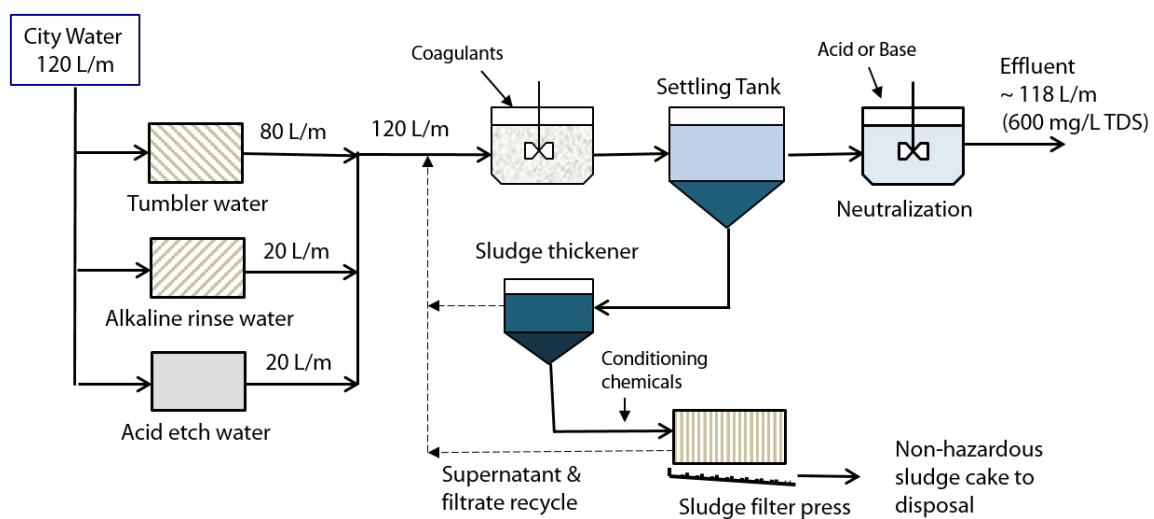 City Water
120 L/m
Coagulants
Acid or Base
Effluent
~ 118 L/m
(600 mg/L TDS)
Settling Tank
80 L/m
120 L/m
Tumbler water
Neutralization
20 L/m
Sludge thickener
Alkaline rinse water
20 L/m
Conditioning
chemicals
Acid etch water
Supernatant &
filtrate recycle
Non-hazardous
sludge cake to
disposal
Sludge filter press